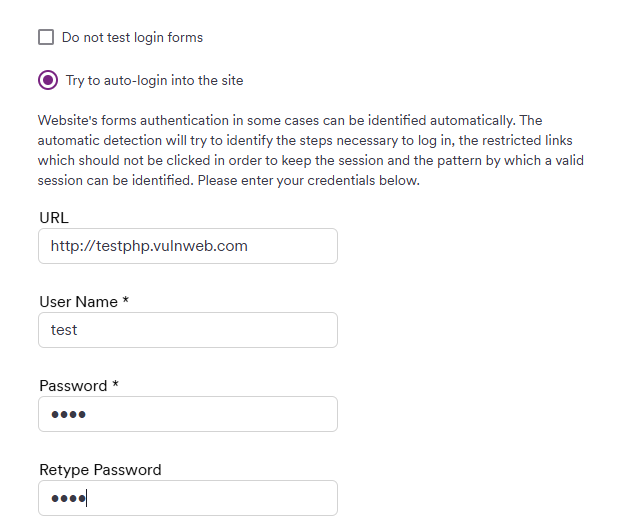 Do not test login forms
Try to auto-login into the site
Website's forms authentication in some cases can be identified automatically. The
automatic detection will try to identify the steps necessary to log in, the restricted links
which should not be clicked in order to keep the session and the pattern by which a valid
session can be identified. Please enter your credentials below.
URL
http://testphp.vulnweb.com
User Name *
test
Password *
••••
Retype Password
••••